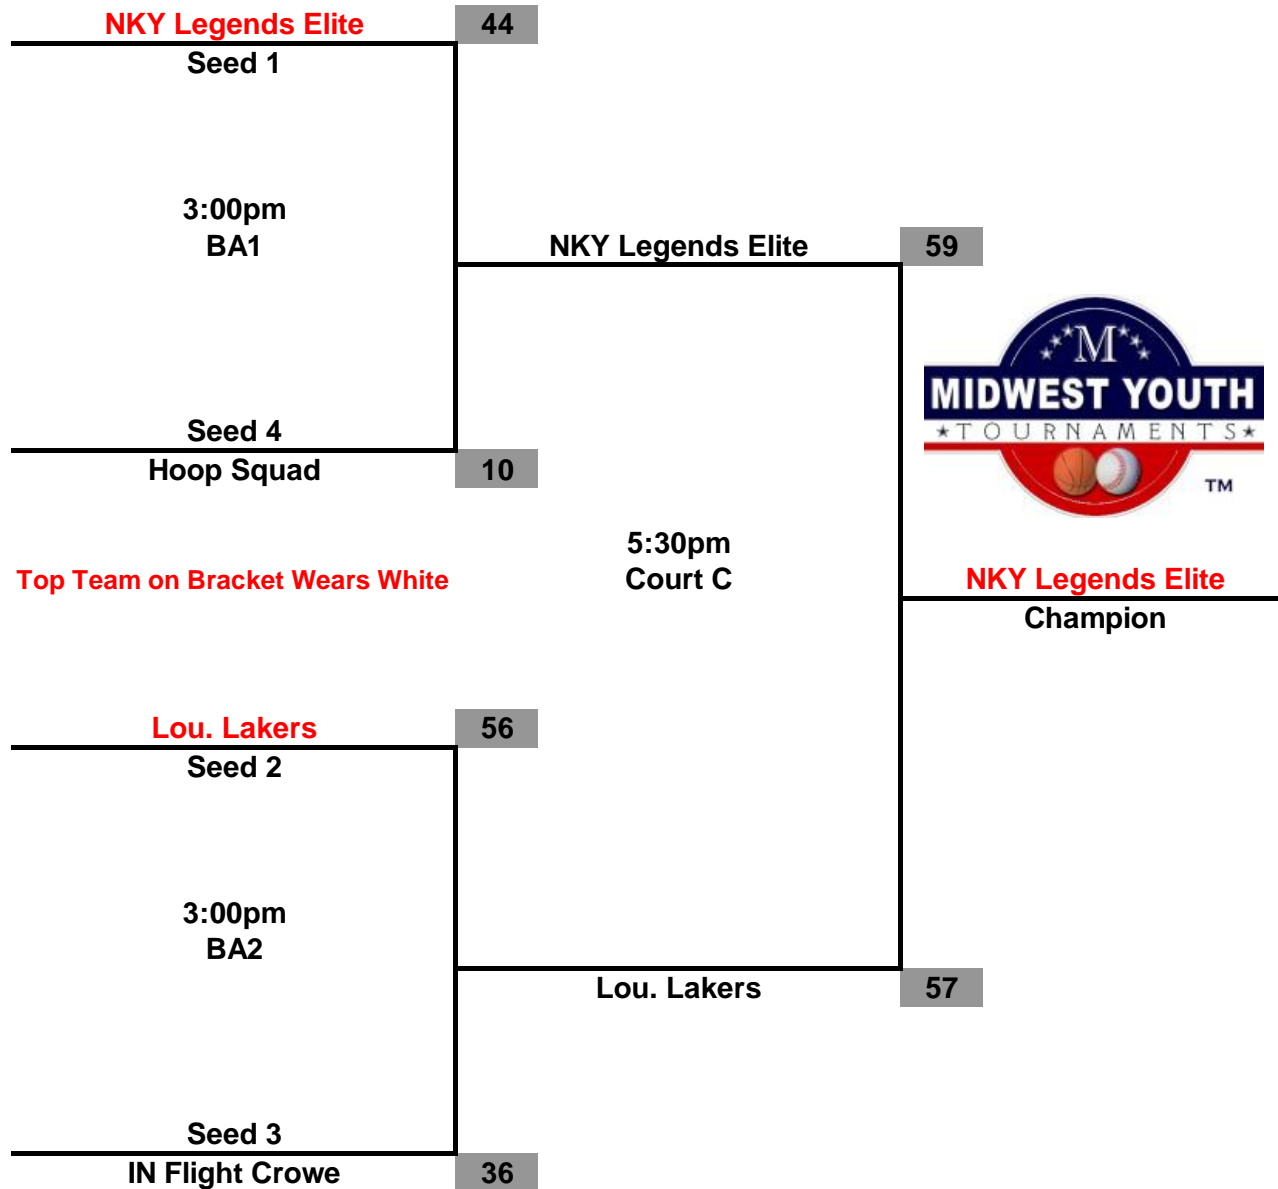 NKY Legends Elite 44
Seed 1
3:00pm
BA1
NKY Legends Elite 59
M
MIDWEST YOUTH
★TOURNAMENTS★
TM
Seed 4
Hoop Squad 10
5:30pm
Court C
Top Team on Bracket Wears White
NKY Legends Elite
Champion
Lou. Lakers 56
Seed 2
3:00pm
BA2
Lou. Lakers 57
Seed 3
IN Flight Crowe 36